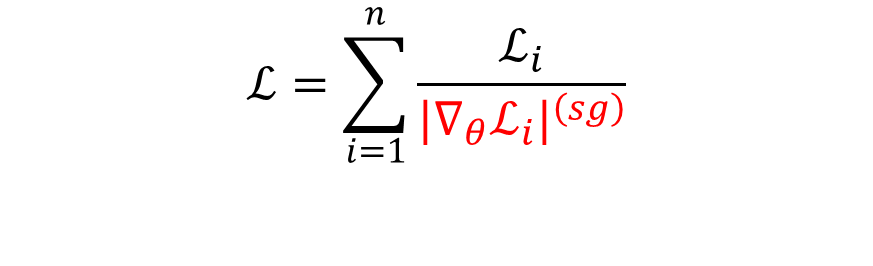 ℒ = ∑_{i=1}^{n} ℒ_i / |∇_θ ℒ_i|^{(sg)}